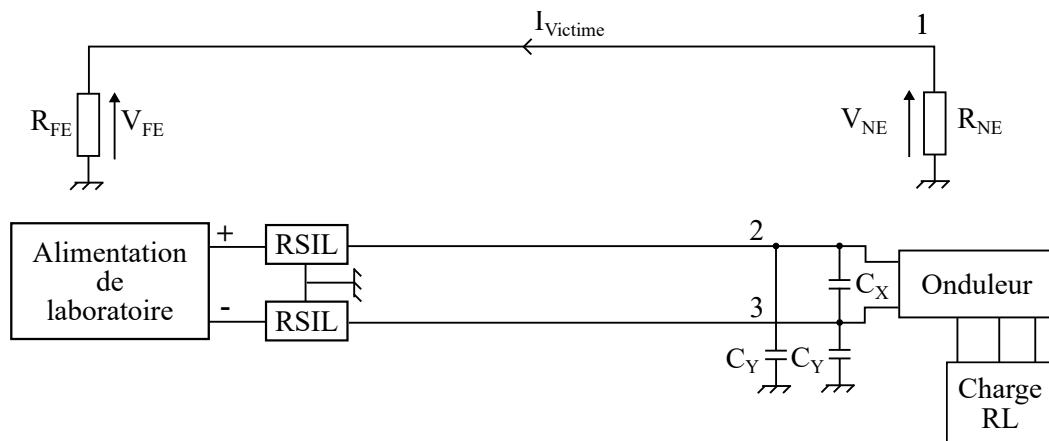 I_Victime
1
R_FE
V_FE
V_NE
R_NE
Alimentation
de
laboratoire
+
-
RSIL
RSIL
2
3
C_X
C_Y
C_Y
Onduleur
Charge
RL